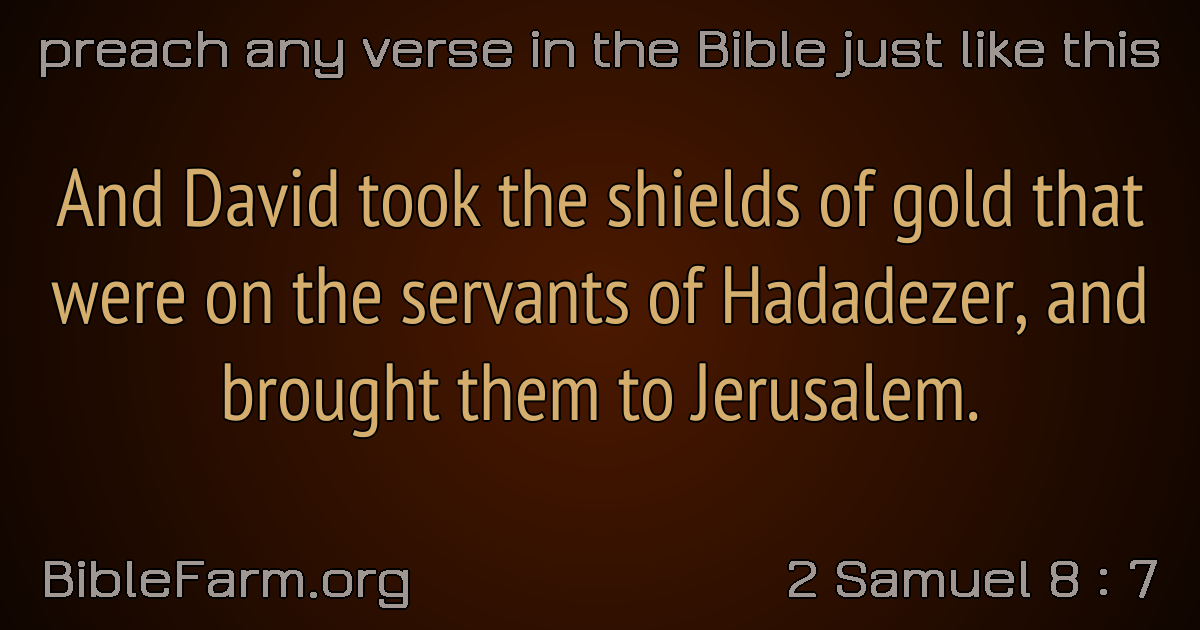 preach any verse in the Bible just like this
And David took the shields of gold that
were on the servants of Hadadezer, and
brought them to Jerusalem.
BibleFarm.org
2 Samuel 8 : 7